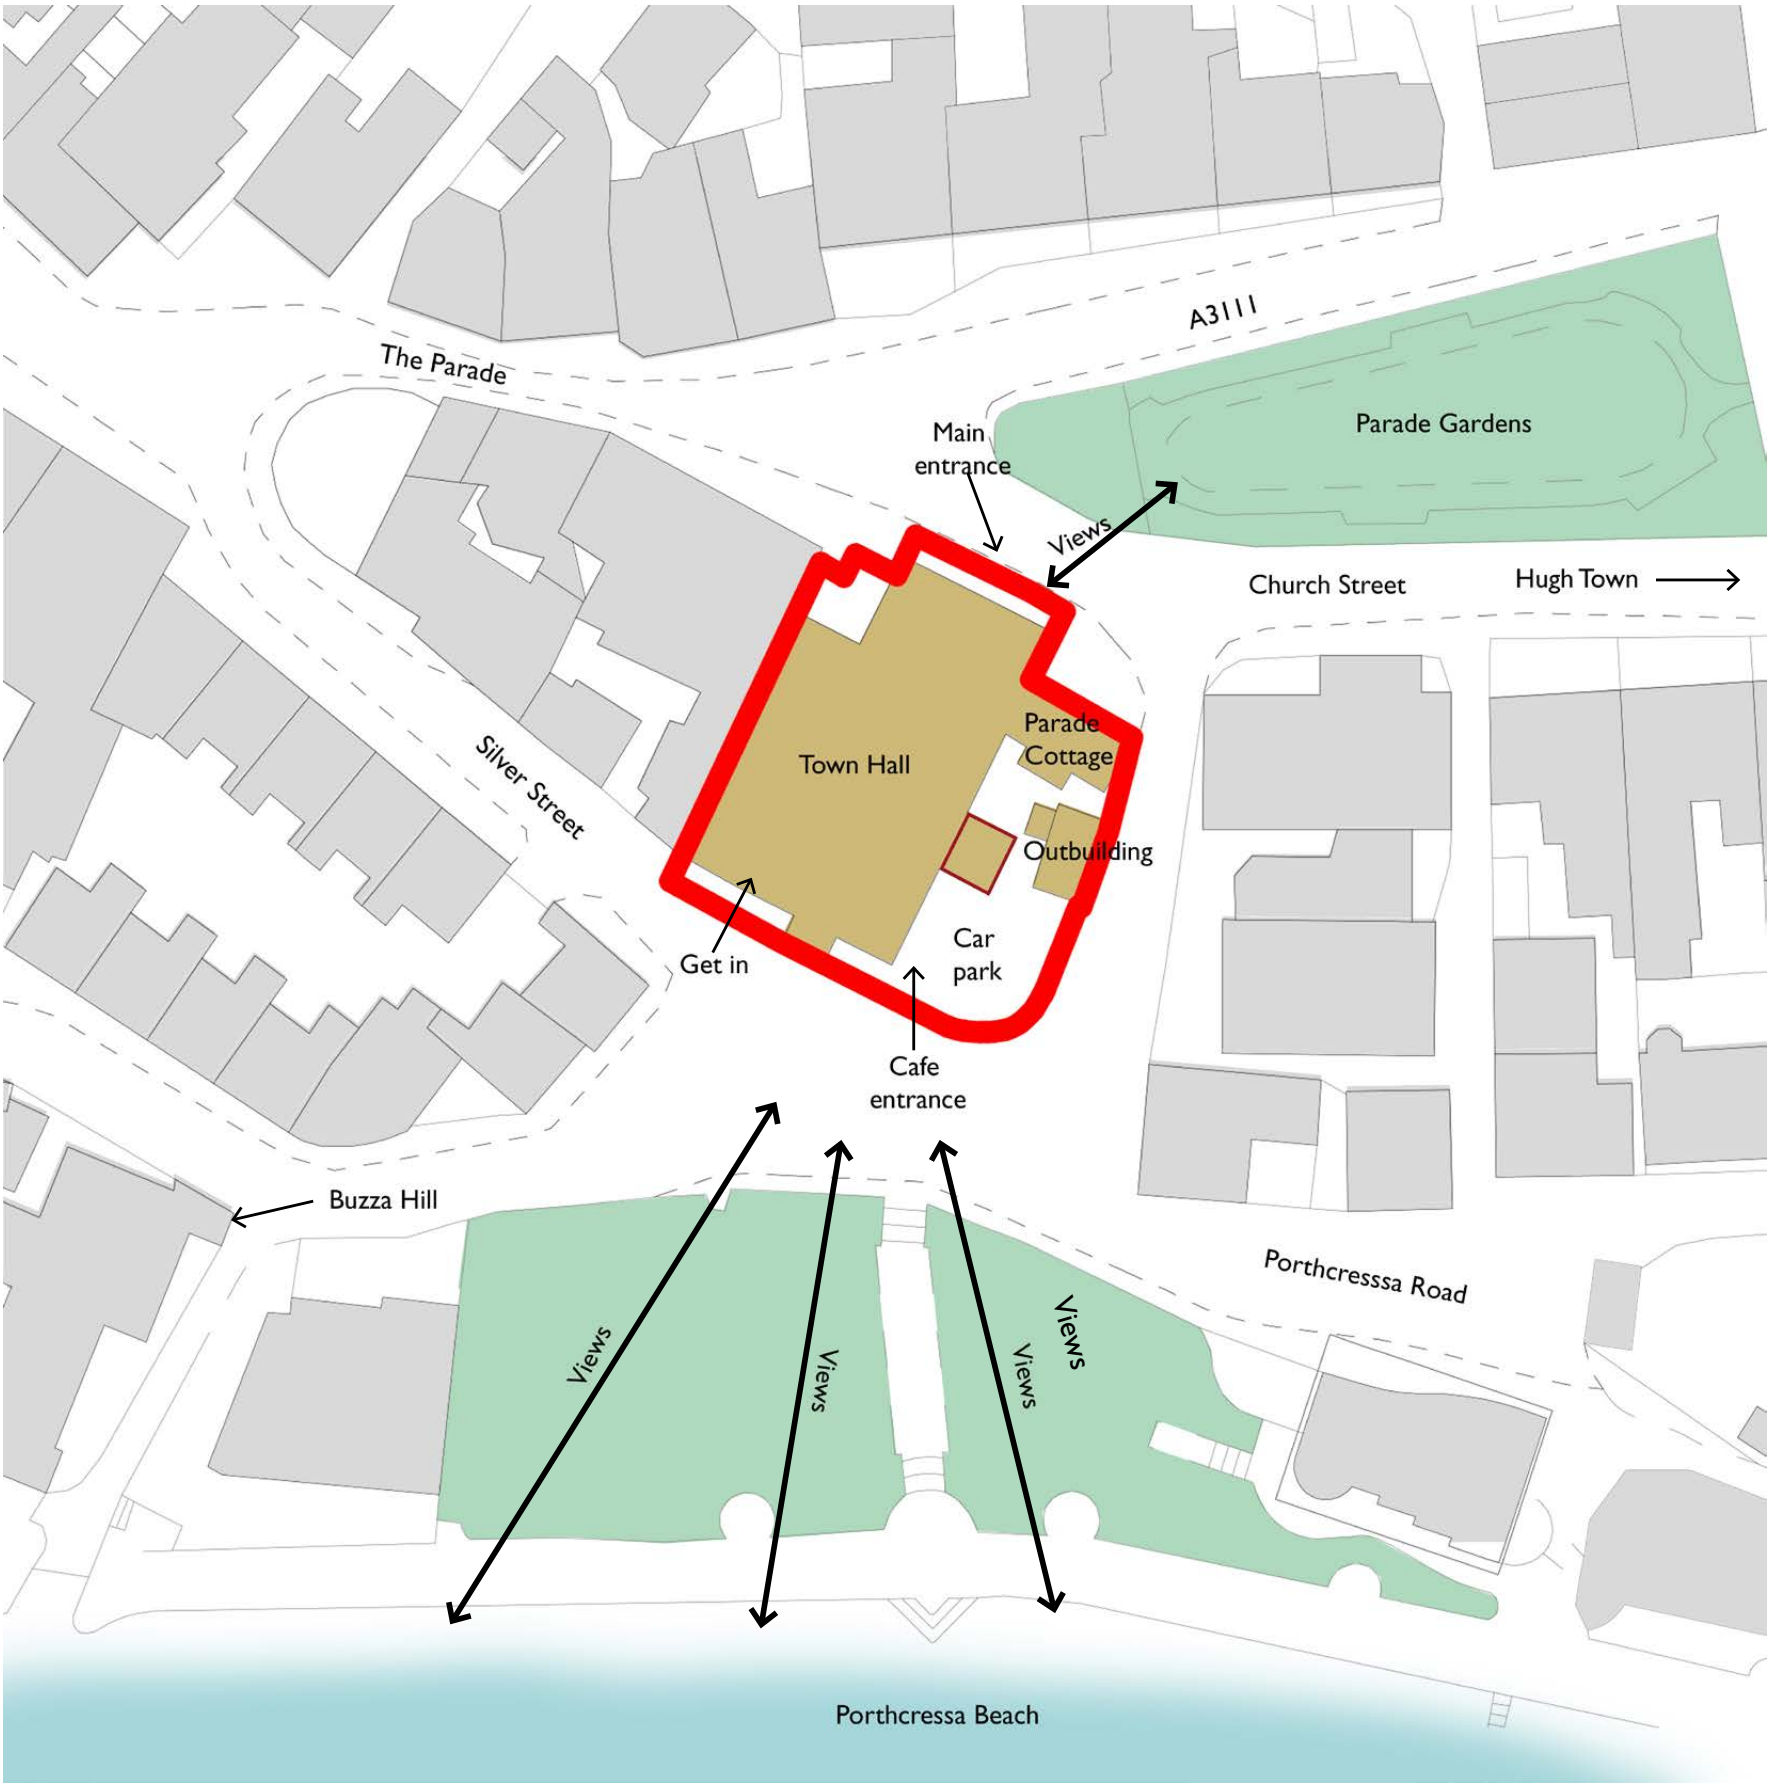 A3111
The Parade
Parade Gardens
Main
entrance
Views
Church Street
Hugh Town
Parade
Cottage
Town Hall
Silver Street
Outbuilding
Car
park
Get in
Cafe
entrance
Buzza Hill
Porthcresssa Road
Views
Views
Views
Views
Porthcressa Beach